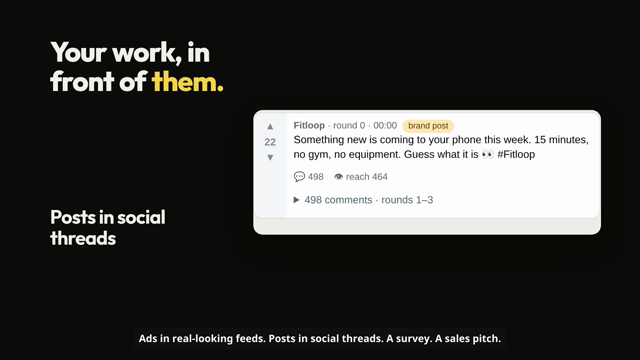 Your work, in
front of them.
Fitloop · round 0 · 00:00 brand post
22
Something new is coming to your phone this week. 15 minutes,
no gym, no equipment. Guess what it is 👀 #Fitloop
💬 498 👁 reach 464
▶ 498 comments · rounds 1–3
Posts in social
threads
Ads in real-looking feeds. Posts in social threads. A survey. A sales pitch.